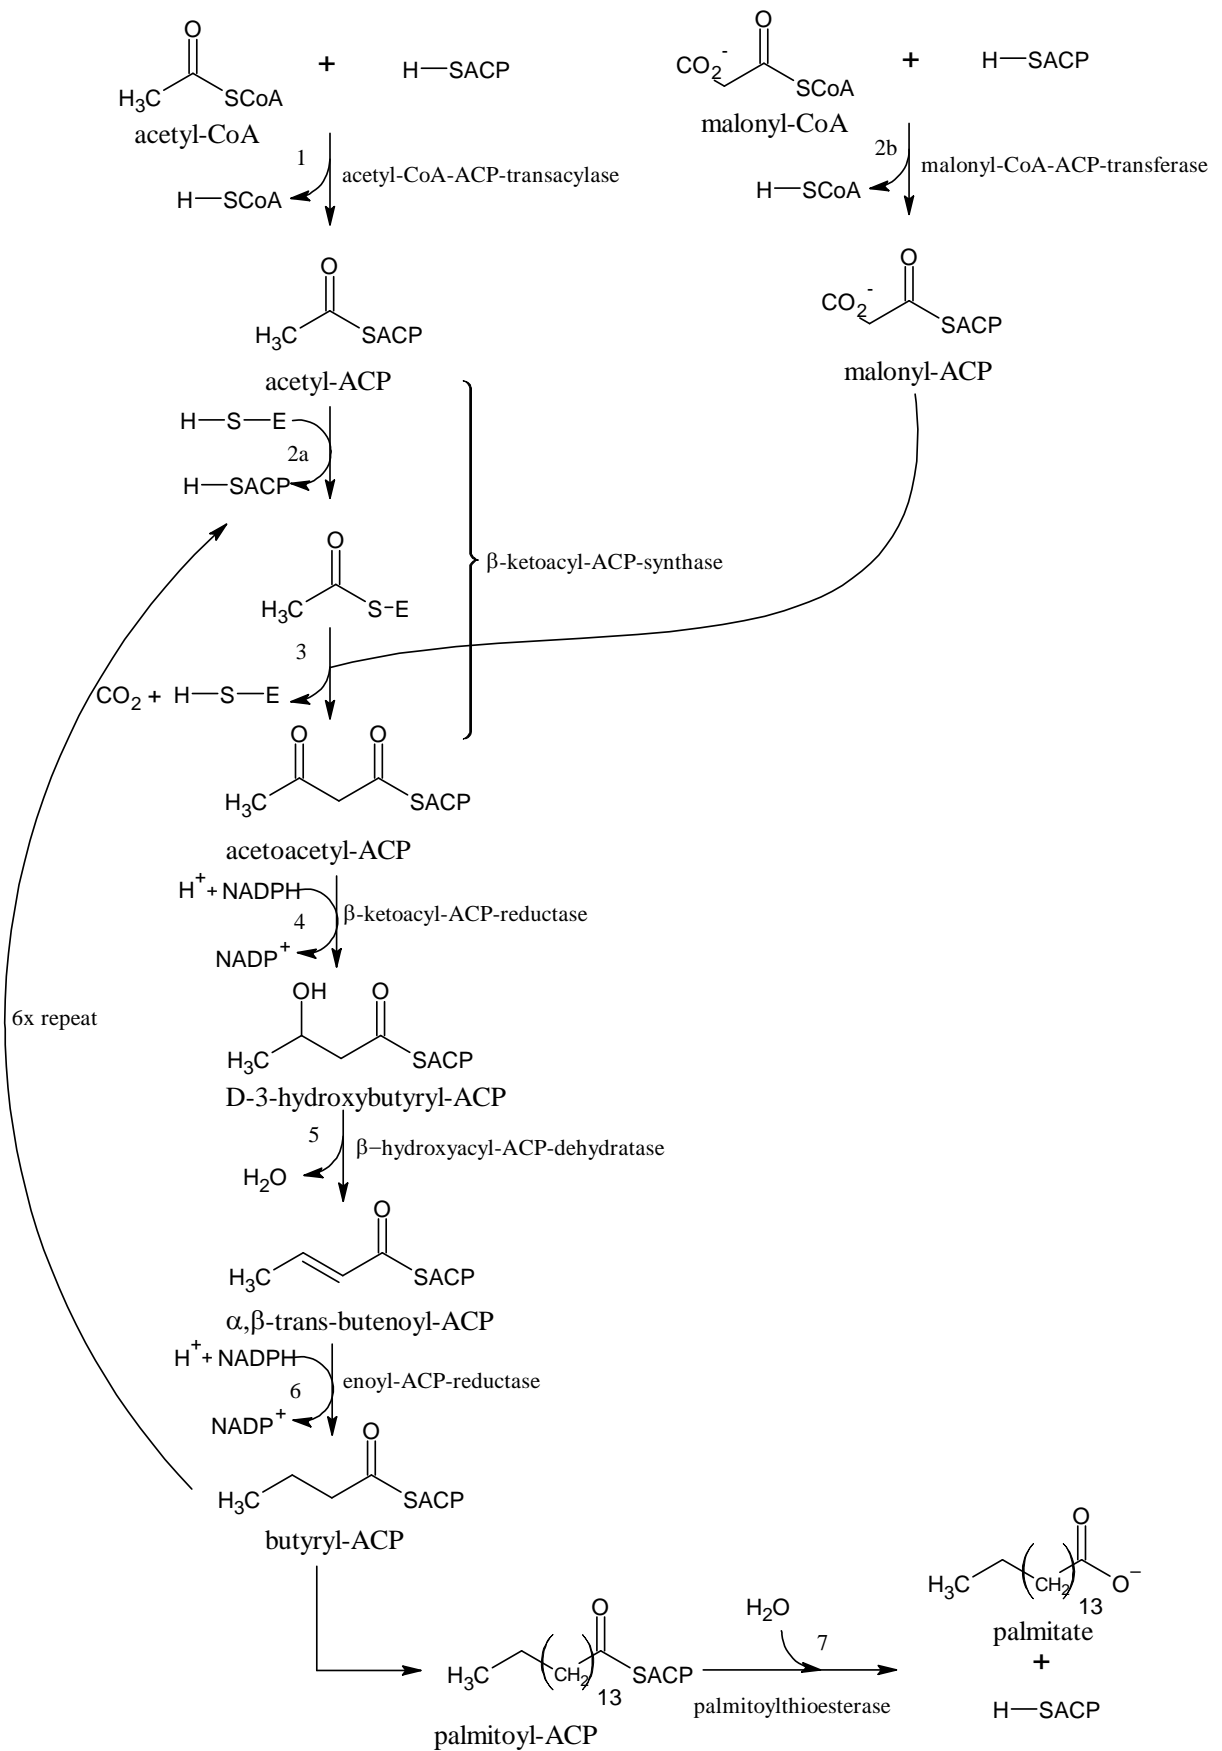 O
+
H–SACP
H3C
SCoA
acetyl-CoA
O
CO2-
SCoA
malonyl-CoA
+
H–SACP
1
acetyl-CoA-ACP-transacylase
H–SCoA
2b
malonyl-CoA-ACP-transferase
H–SCoA
O
H3C
SACP
acetyl-ACP
O
CO2-
SACP
malonyl-ACP
H–S–E
2a
H–SACP
O
H3C
S–E
β-ketoacyl-ACP-synthase
3
CO2 + H–S–E
O
O
H3C
SACP
acetoacetyl-ACP
H+ + NADPH
4
β-ketoacyl-ACP-reductase
NADP+
OH
O
H3C
SACP
D-3-hydroxybutyryl-ACP
6x repeat
5
β−hydroxyacyl-ACP-dehydratase
H2O
O
H3C
SACP
α,β-trans-butenoyl-ACP
H+ + NADPH
6
enoyl-ACP-reductase
NADP+
O
H3C
SACP
butyryl-ACP
O
H3C
(CH2)13
SACP
palmitoyl-ACP
H2O
7
palmitoylthioesterase
O
H3C
(CH2)13
O−
palmitate
+
H–SACP